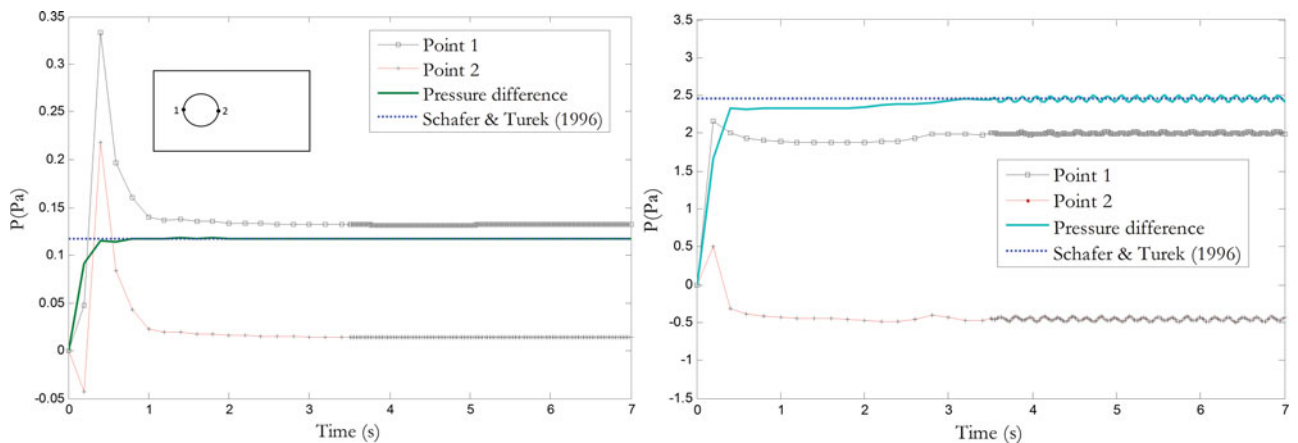 0.35
0.3
0.25
0.2
0.15
0.1
0.05
0
-0.05
P(Pa)
0 1 2 3 4 5 6 7
Time (s)
1 2
Point 1
Point 2
Pressure difference
Schafer & Turek (1996)
3.5
3
2.5
2
1.5
1
0.5
0
-0.5
-1
-1.5
P(Pa)
0 1 2 3 4 5 6 7
Time (s)
Point 1
Point 2
Pressure difference
Schafer & Turek (1996)